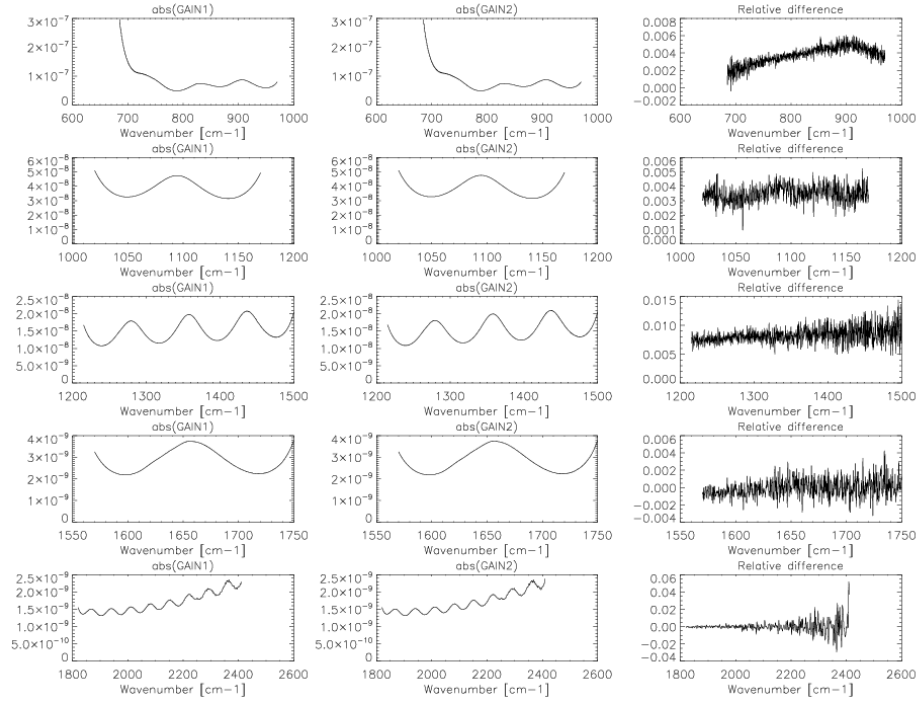 abs(GAIN1) abs(GAIN2) Relative difference
3×10⁻⁷ 3×10⁻⁷ 0.008
2×10⁻⁷ 2×10⁻⁷ 0.006
0.004
1×10⁻⁷ 1×10⁻⁷ 0.002
0.000
0 0 −0.002
600 700 800 900 1000 600 700 800 900 1000 600 700 800 900 1000
Wavenumber [cm−1] Wavenumber [cm−1] Wavenumber [cm−1]
abs(GAIN1) abs(GAIN2) Relative difference
6×10⁻⁸ 6×10⁻⁸ 0.006
5×10⁻⁸ 5×10⁻⁸ 0.005
4×10⁻⁸ 4×10⁻⁸ 0.004
3×10⁻⁸ 3×10⁻⁸ 0.003
2×10⁻⁸ 2×10⁻⁸ 0.002
1×10⁻⁸ 1×10⁻⁸ 0.001
0 0 0.000
1000 1050 1100 1150 1200 1000 1050 1100 1150 1200 1000 1050 1100 1150 1200
Wavenumber [cm−1] Wavenumber [cm−1] Wavenumber [cm−1]
abs(GAIN1) abs(GAIN2) Relative difference
2.5×10⁻⁸ 2.5×10⁻⁸ 0.015
2.0×10⁻⁸ 2.0×10⁻⁸
1.5×10⁻⁸ 1.5×10⁻⁸ 0.010
1.0×10⁻⁸ 1.0×10⁻⁸ 0.005
5.0×10⁻⁹ 5.0×10⁻⁹
0 0 0.000
1200 1300 1400 1500 1200 1300 1400 1500 1200 1300 1400 1500
Wavenumber [cm−1] Wavenumber [cm−1] Wavenumber [cm−1]
abs(GAIN1) abs(GAIN2) Relative difference
4×10⁻⁹ 4×10⁻⁹ 0.006
3×10⁻⁹ 3×10⁻⁹ 0.004
0.002
2×10⁻⁹ 2×10⁻⁹ 0.000
1×10⁻⁹ 1×10⁻⁹ −0.002
0 0 −0.004
1550 1600 1650 1700 1750 1550 1600 1650 1700 1750 1550 1600 1650 1700 1750
Wavenumber [cm−1] Wavenumber [cm−1] Wavenumber [cm−1]
abs(GAIN1) abs(GAIN2) Relative difference
2.5×10⁻⁹ 2.5×10⁻⁹ 0.06
2.0×10⁻⁹ 2.0×10⁻⁹ 0.04
1.5×10⁻⁹ 1.5×10⁻⁹ 0.02
1.0×10⁻⁹ 1.0×10⁻⁹ 0.00
5.0×10⁻¹⁰ 5.0×10⁻¹⁰ −0.02
0 0 −0.04
1800 2000 2200 2400 2600 1800 2000 2200 2400 2600 1800 2000 2200 2400 2600
Wavenumber [cm−1] Wavenumber [cm−1] Wavenumber [cm−1]